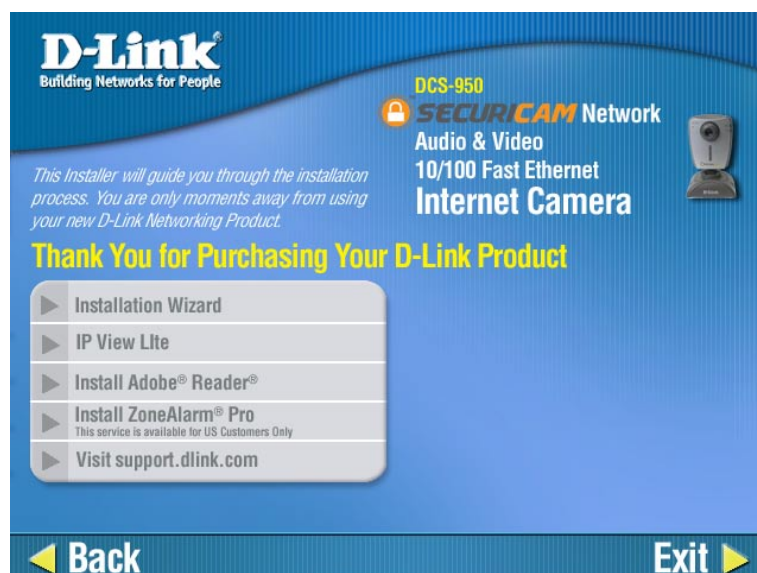 D-Link®
Building Networks for People
DCS-950
SECURICAM Network
Audio & Video
10/100 Fast Ethernet
Internet Camera
This Installer will guide you through the installation
process. You are only moments away from using
your new D-Link Networking Product.
Thank You for Purchasing Your D-Link Product
Installation Wizard
IP View LIte
Install Adobe® Reader®
Install ZoneAlarm® Pro
This service is available for US Customers Only
Visit support.dlink.com
Back
Exit